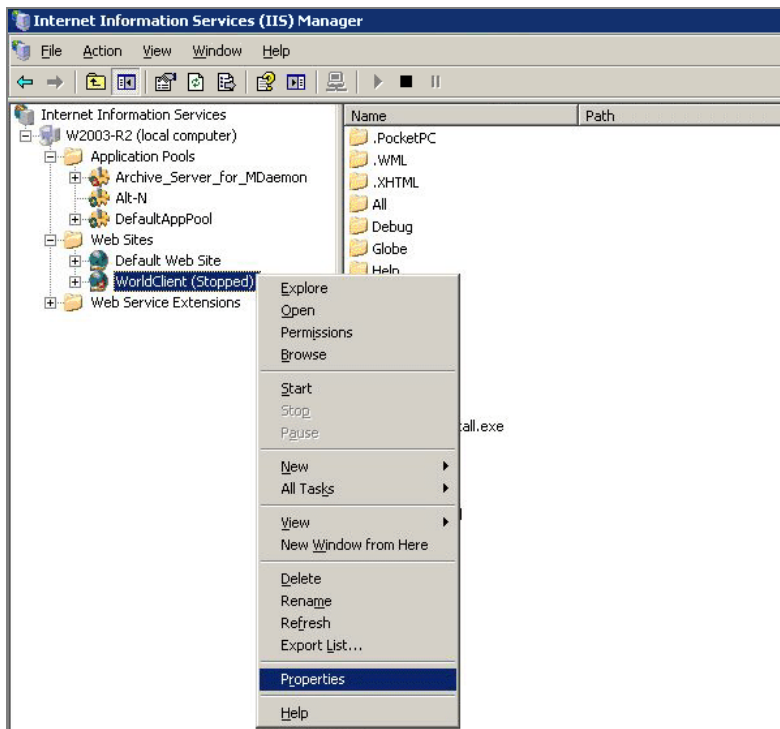 Internet Information Services (IIS) Manager
File Action View Window Help
Internet Information Services
W2003-R2 (local computer)
Application Pools
Archive_Server_for_MDaemon
Alt-N
DefaultAppPool
Web Sites
Default Web Site
WorldClient (Stopped)
Web Service Extensions
Name Path
.PocketPC
.WML
.XHTML
All
Debug
Globe
Help
all.exe
Explore
Open
Permissions
Browse
Start
Stop
Pause
New
All Tasks
View
New Window from Here
Delete
Rename
Refresh
Export List...
Properties
Help